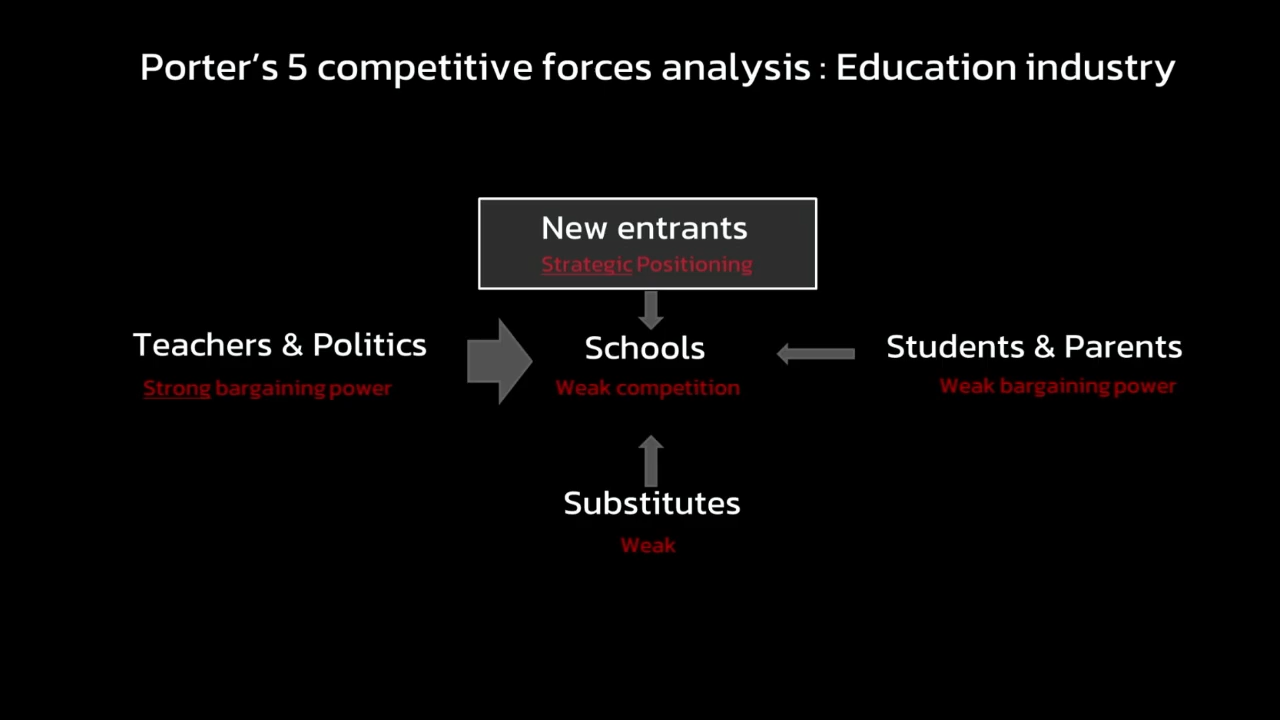 Porter's 5 competitive forces analysis : Education industry
New entrants
Strategic Positioning
Teachers & Politics
Strong bargaining power
Schools
Weak competition
Students & Parents
Weak bargaining power
Substitutes
Weak